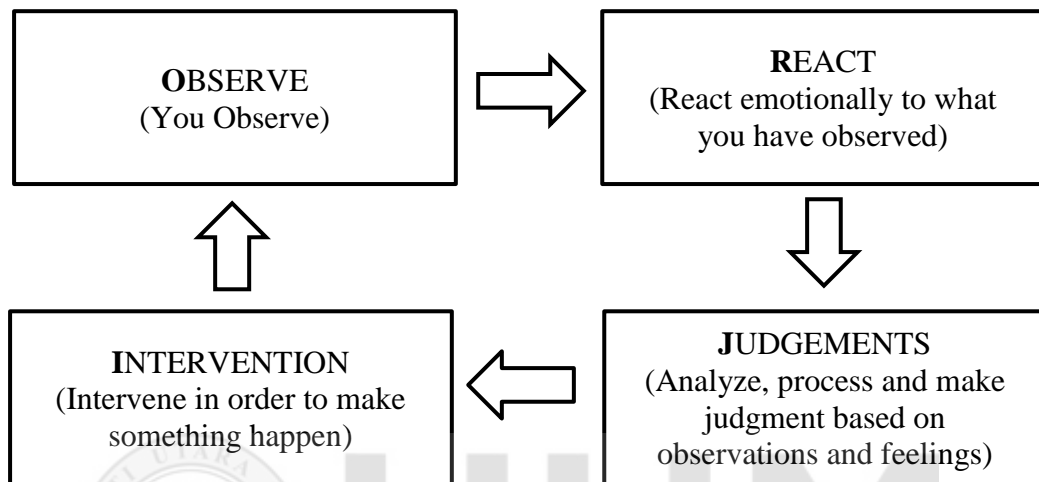 OBSERVE
(You Observe)
REACT
(React emotionally to what
you have observed)
INTERVENTION
(Intervene in order to make
something happen)
JUDGEMENTS
(Analyze, process and make
judgment based on
observations and feelings)
UTARA